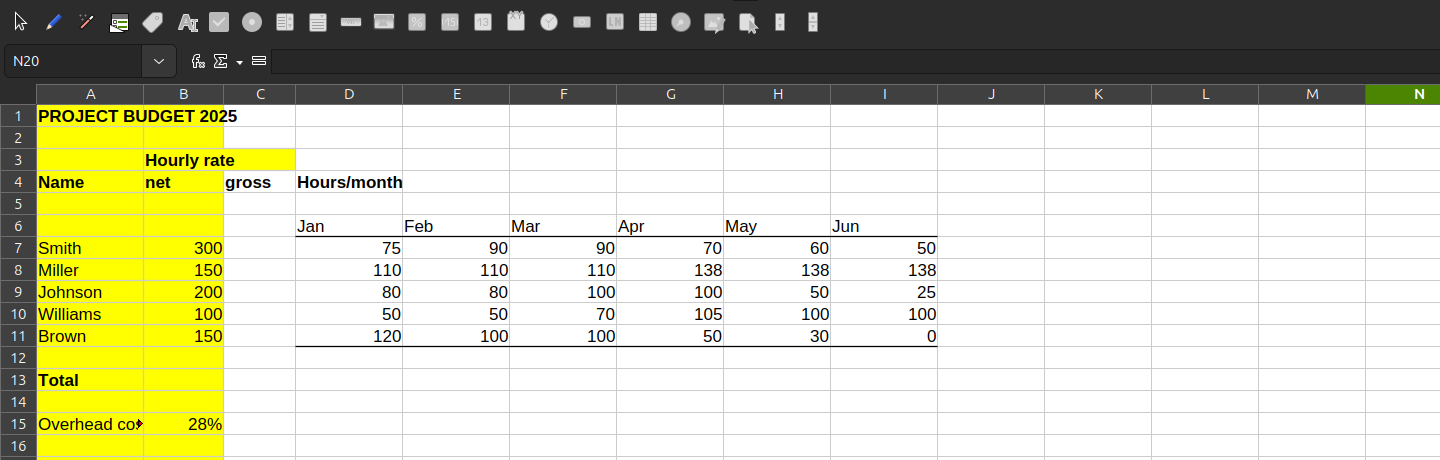 N20
A B C D E F G H I J K L M N
1 PROJECT BUDGET 2025
2
3 Hourly rate
4 Name net gross Hours/month
5
6 Jan Feb Mar Apr May Jun
7 Smith 300 75 90 90 70 60 50
8 Miller 150 110 110 110 138 138 138
9 Johnson 200 80 80 100 100 50 25
10 Williams 100 50 50 70 105 100 100
11 Brown 150 120 100 100 50 30 0
12
13 Total
14
15 Overhead 28%
16